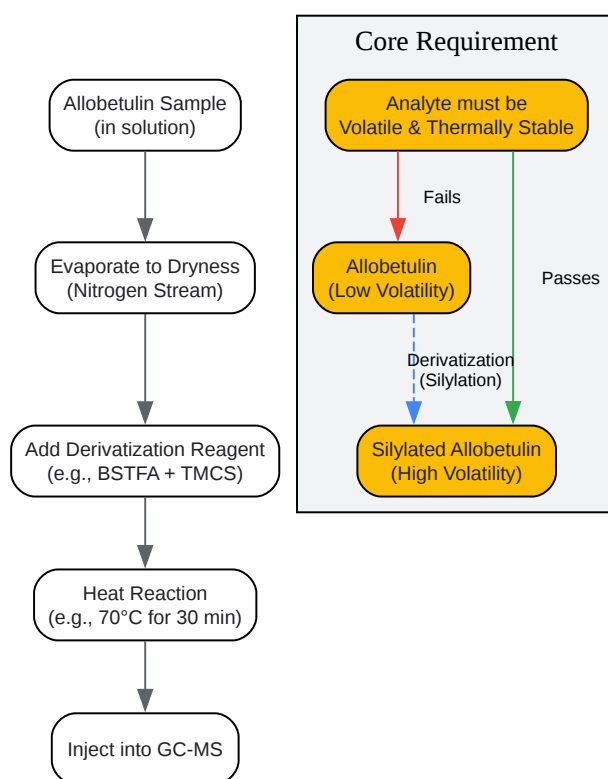 Allobetulin Sample
(in solution)
Evaporate to Dryness
(Nitrogen Stream)
Add Derivatization Reagent
(e.g., BSTFA + TMCS)
Heat Reaction
(e.g., 70°C for 30 min)
Inject into GC-MS
Core Requirement
Analyte must be
Volatile & Thermally Stable
Fails
Passes
Allobetulin
(Low Volatility)
Derivatization
(Silylation)
Silylated Allobetulin
(High Volatility)